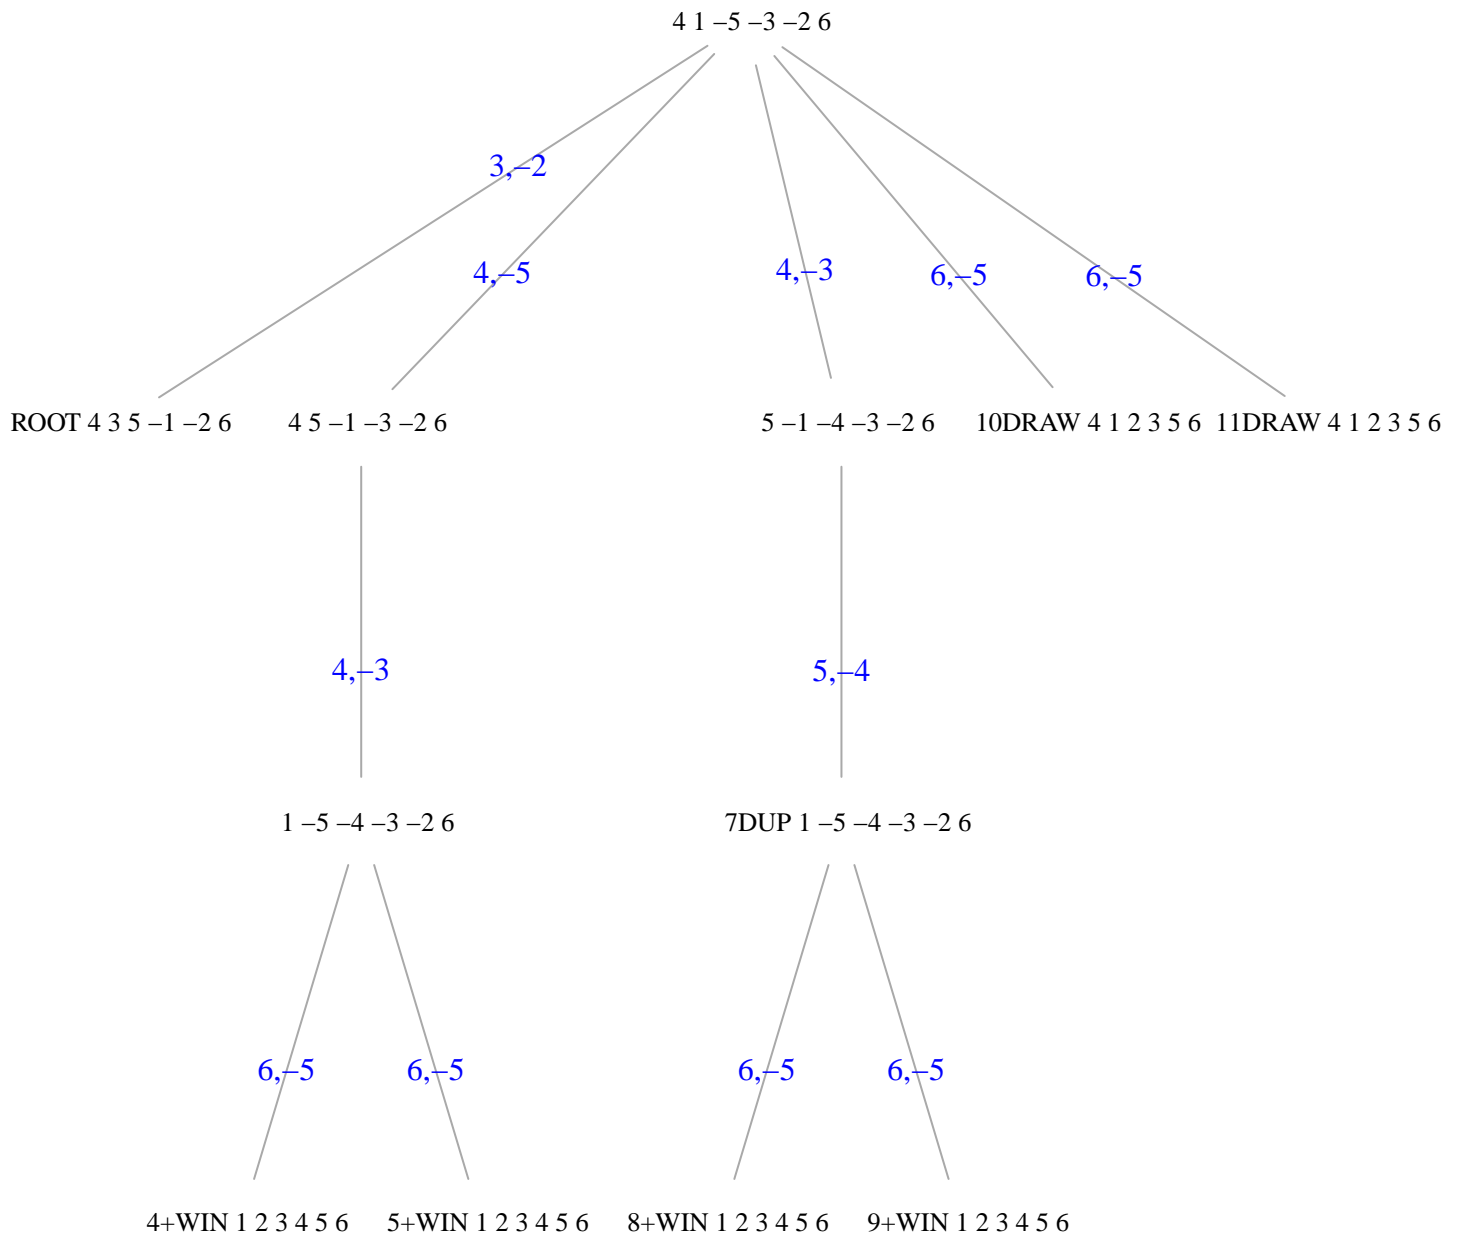 4 1 –5 –3 –2 6
3,–2
4,–5
4,–3
6,–5
6,–5
ROOT 4 3 5 –1 –2 6
4 5 –1 –3 –2 6
5 –1 –4 –3 –2 6
10DRAW 4 1 2 3 5 6
11DRAW 4 1 2 3 5 6
4,–3
5,–4
1 –5 –4 –3 –2 6
7DUP 1 –5 –4 –3 –2 6
6,–5
6,–5
6,–5
6,–5
4+WIN 1 2 3 4 5 6
5+WIN 1 2 3 4 5 6
8+WIN 1 2 3 4 5 6
9+WIN 1 2 3 4 5 6